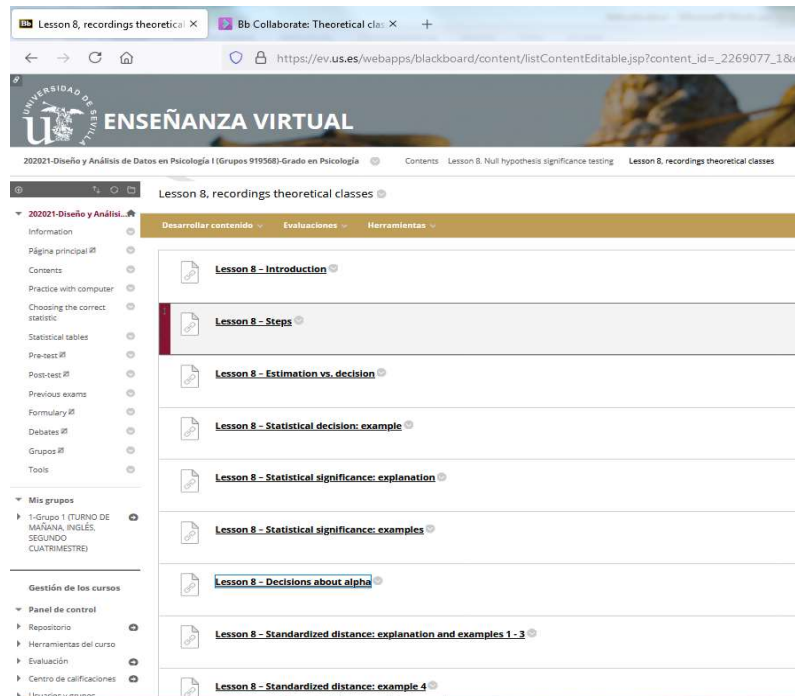 Lesson 8, recordings theoretical
Bb Collaborate: Theoretical clas
https://ev.us.es/webapps/blackboard/content/listContentEditable.jsp?content_id=_2269077_1&
UNIVERSIDAD DE SEVILLA
ENSEÑANZA VIRTUAL
202021-Diseño y Análisis de Datos en Psicología I (Grupos 919568)-Grado en Psicología
Contents
Lesson 8. Null hypothesis significance testing
Lesson 8, recordings theoretical classes
202021-Diseño y Análisi...
Information
Página principal
Contents
Practice with computer
Choosing the correct
statistic
Statistical tables
Pre-test
Post-test
Previous exams
Formulary
Debates
Grupos
Tools
Mis grupos
1-Grupo 1 (TURNO DE
MAÑANA, INGLÉS,
SEGUNDO
CUATRIMESTRE)
Gestión de los cursos
Panel de control
Repositorio
Herramientas del curso
Evaluación
Centro de calificaciones
Usuarios y grupos
Lesson 8, recordings theoretical classes
Desarrollar contenido
Evaluaciones
Herramientas
Lesson 8 – Introduction
Lesson 8 – Steps
Lesson 8 – Estimation vs. decision
Lesson 8 – Statistical decision: example
Lesson 8 – Statistical significance: explanation
Lesson 8 – Statistical significance: examples
Lesson 8 – Decisions about alpha
Lesson 8 – Standardized distance: explanation and examples 1 - 3
Lesson 8 – Standardized distance: example 4